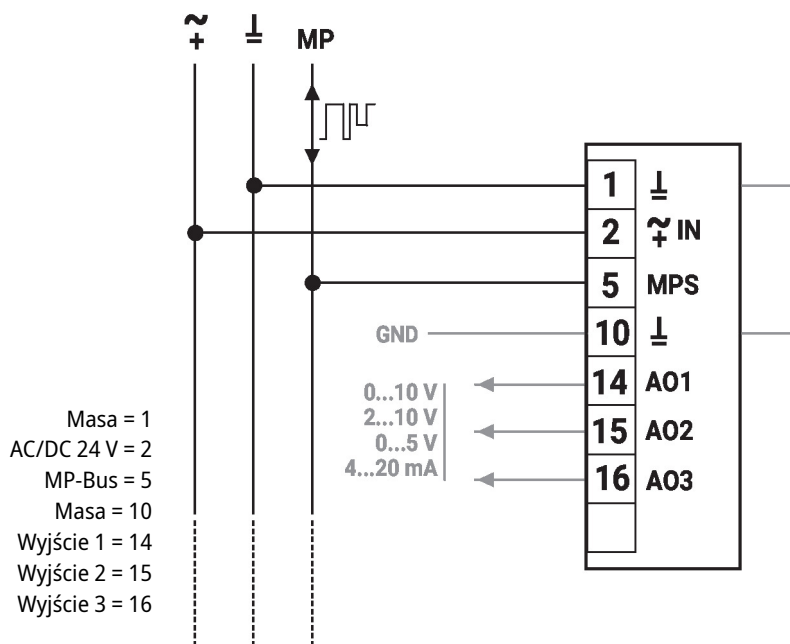 MP
1
2 IN
5 MPS
GND 10
14 AO1
15 AO2
16 AO3
0...10 V
2...10 V
0...5 V
4...20 mA
Masa = 1
AC/DC 24 V = 2
MP-Bus = 5
Masa = 10
Wyjście 1 = 14
Wyjście 2 = 15
Wyjście 3 = 16